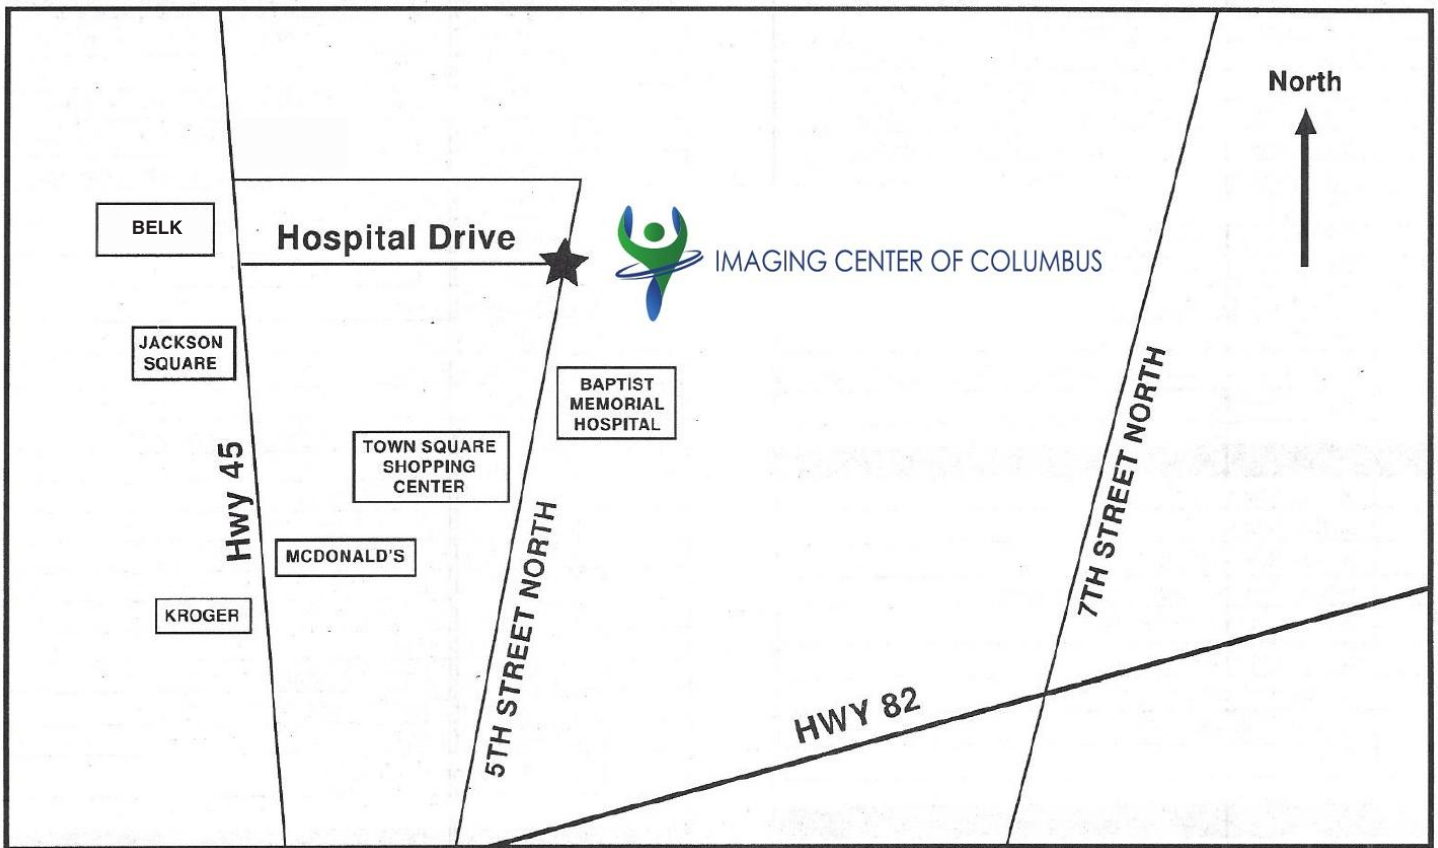 North
BELK
Hospital Drive
IMAGING CENTER OF COLUMBUS
JACKSON
SQUARE
BAPTIST
MEMORIAL
HOSPITAL
Hwy 45
TOWN SQUARE
SHOPPING
CENTER
7TH STREET NORTH
MCDONALD'S
KROGER
5TH STREET NORTH
HWY 82